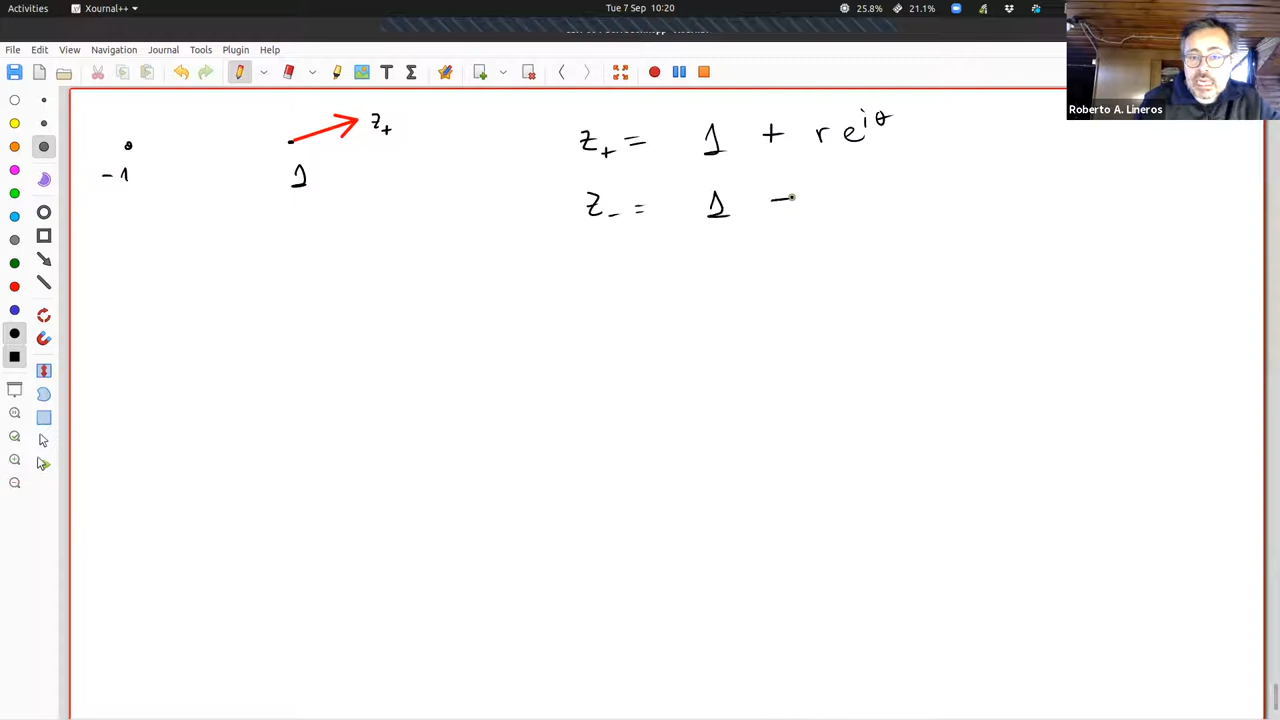 Activities Xournal++ Tue 7 Sep 10:20 25.8% 21.1%
File Edit View Navigation Journal Tools Plugin Help
Roberto A. Lineros
z₊
-1
1
z₊ = 1 + r e^{iθ}
z₋ = 1 -